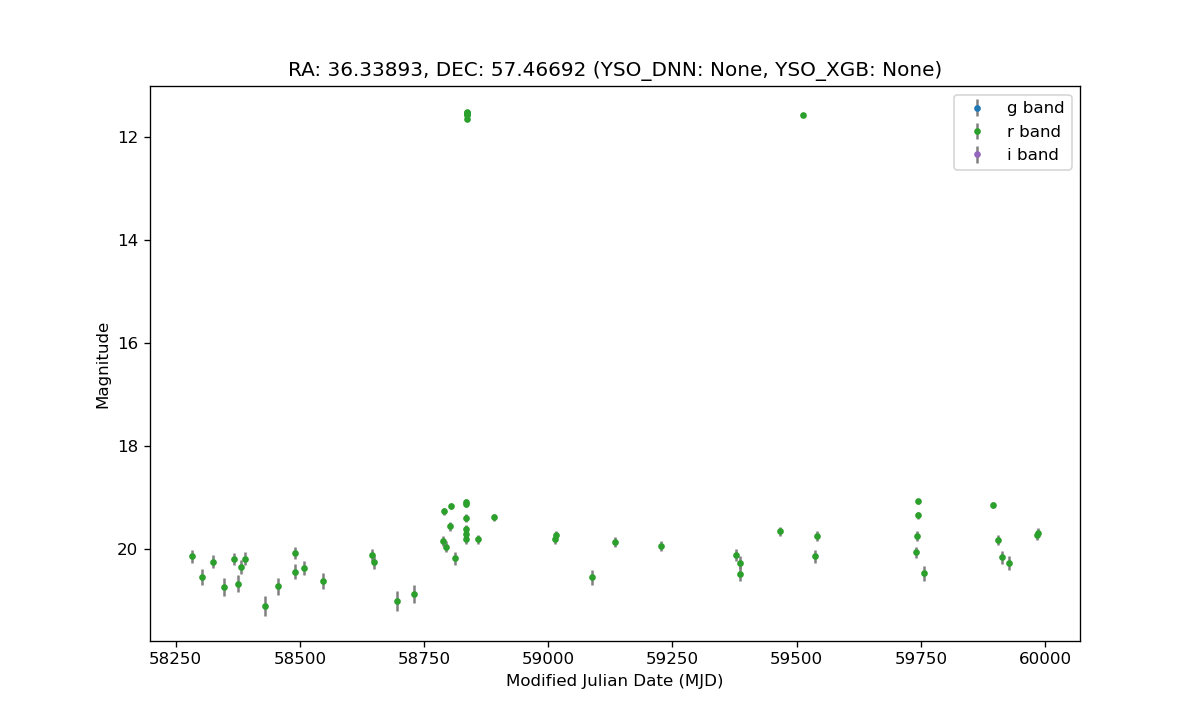 RA: 36.33893, DEC: 57.46692 (YSO_DNN: None, YSO_XGB: None)
g band
r band
i band
12
14
16
18
20
Magnitude
58250 58500 58750 59000 59250 59500 59750 60000
Modified Julian Date (MJD)